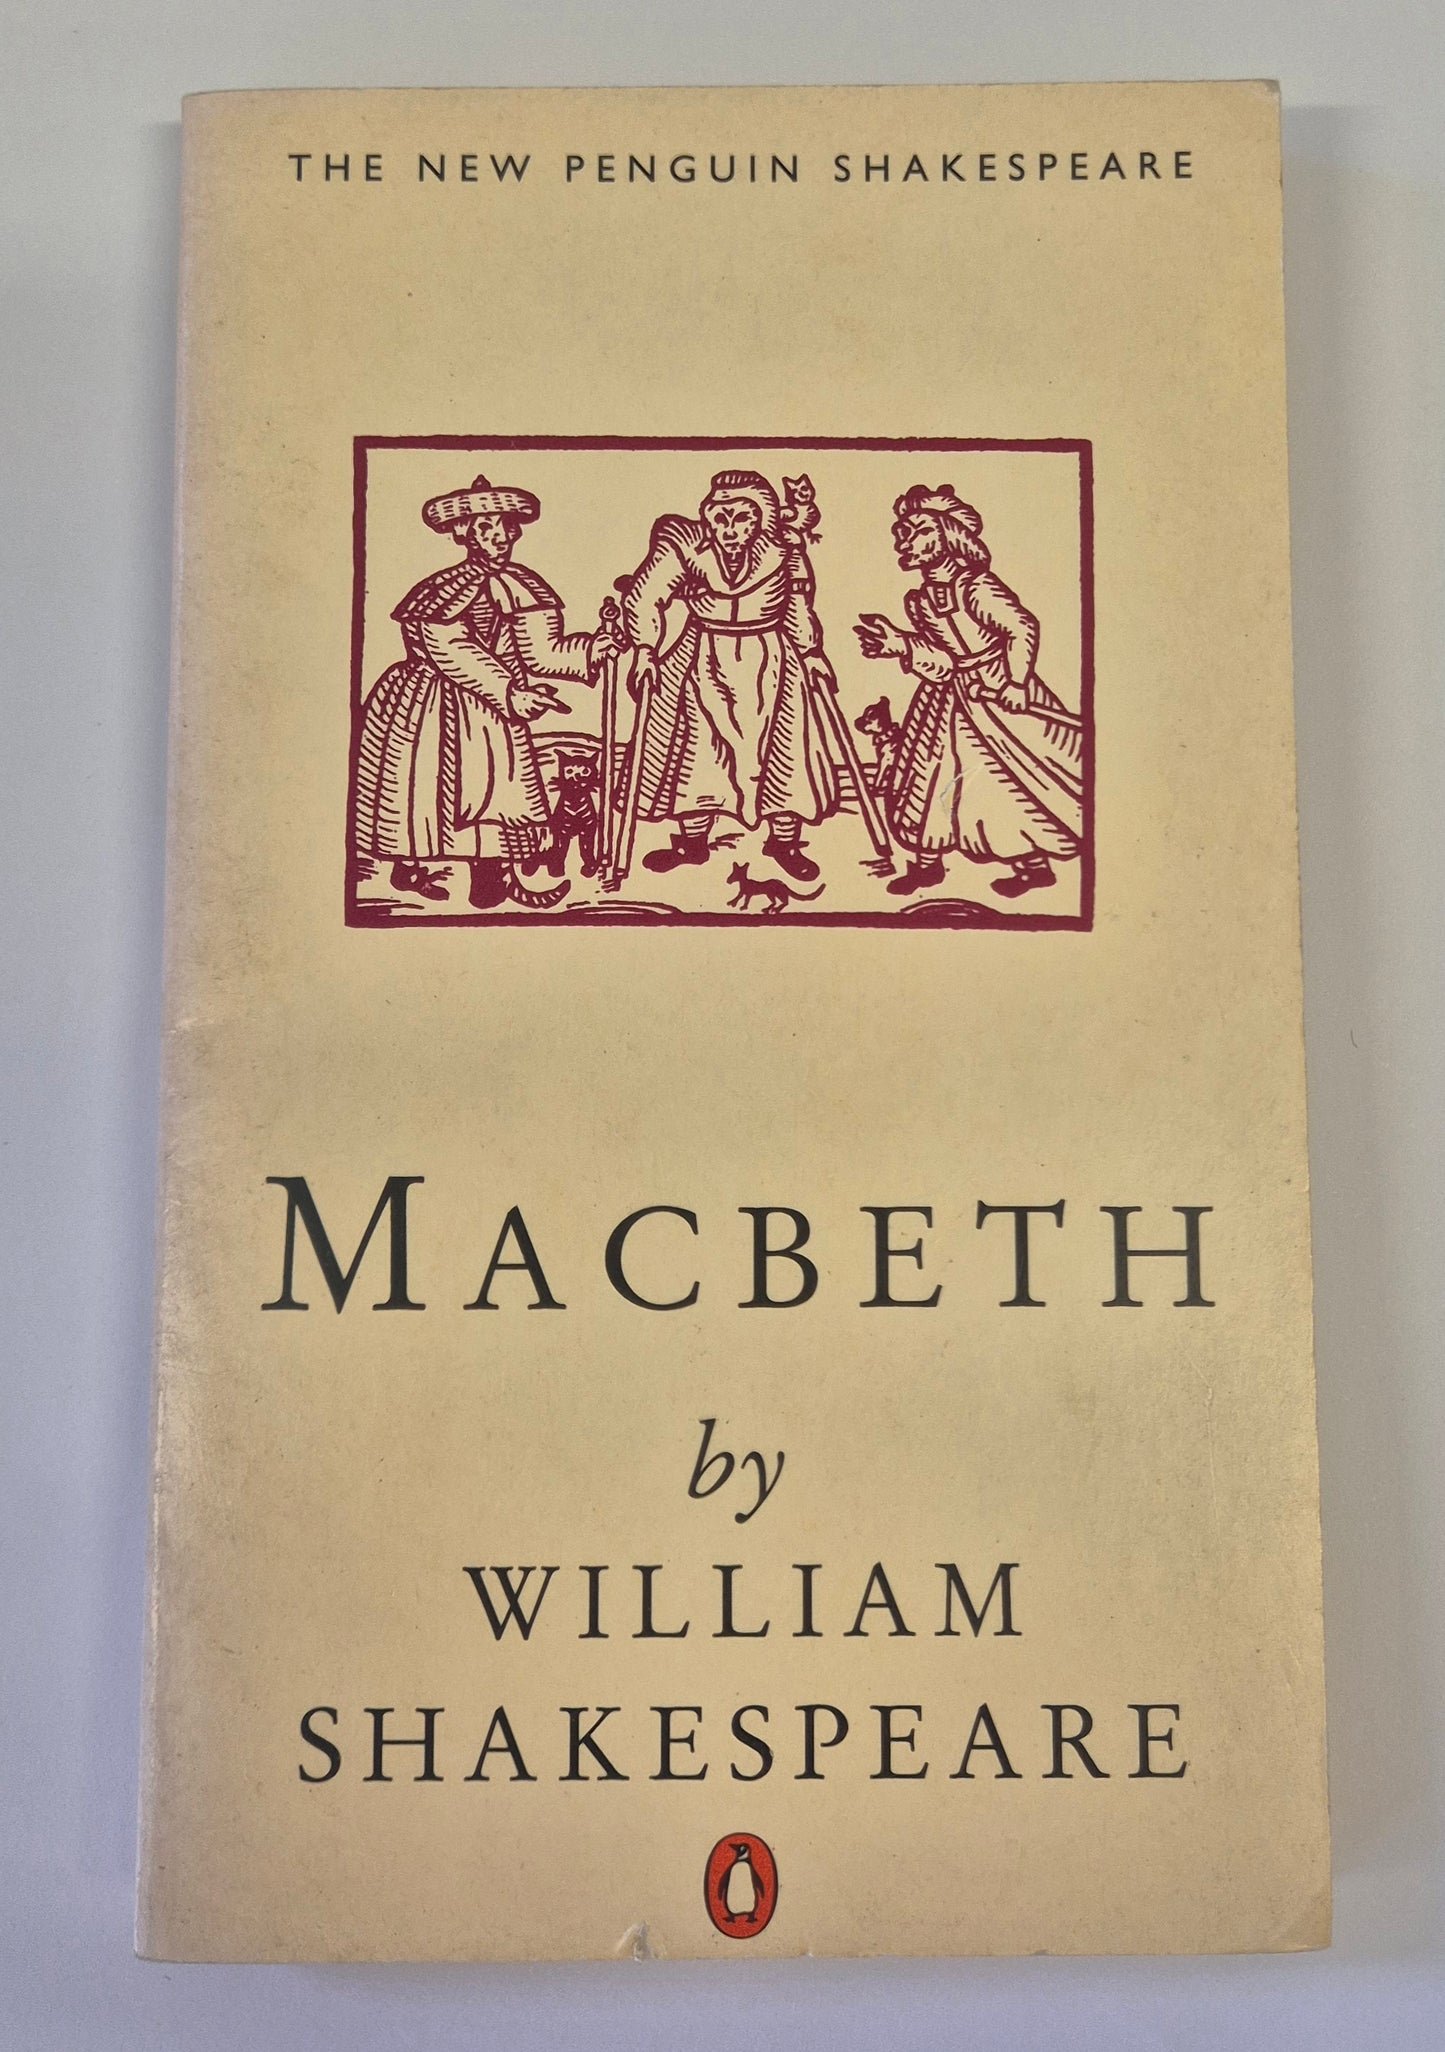 THE NEW PENGUIN SHAKESPEARE
MACBETH
by
WILLIAM
SHAKESPEARE